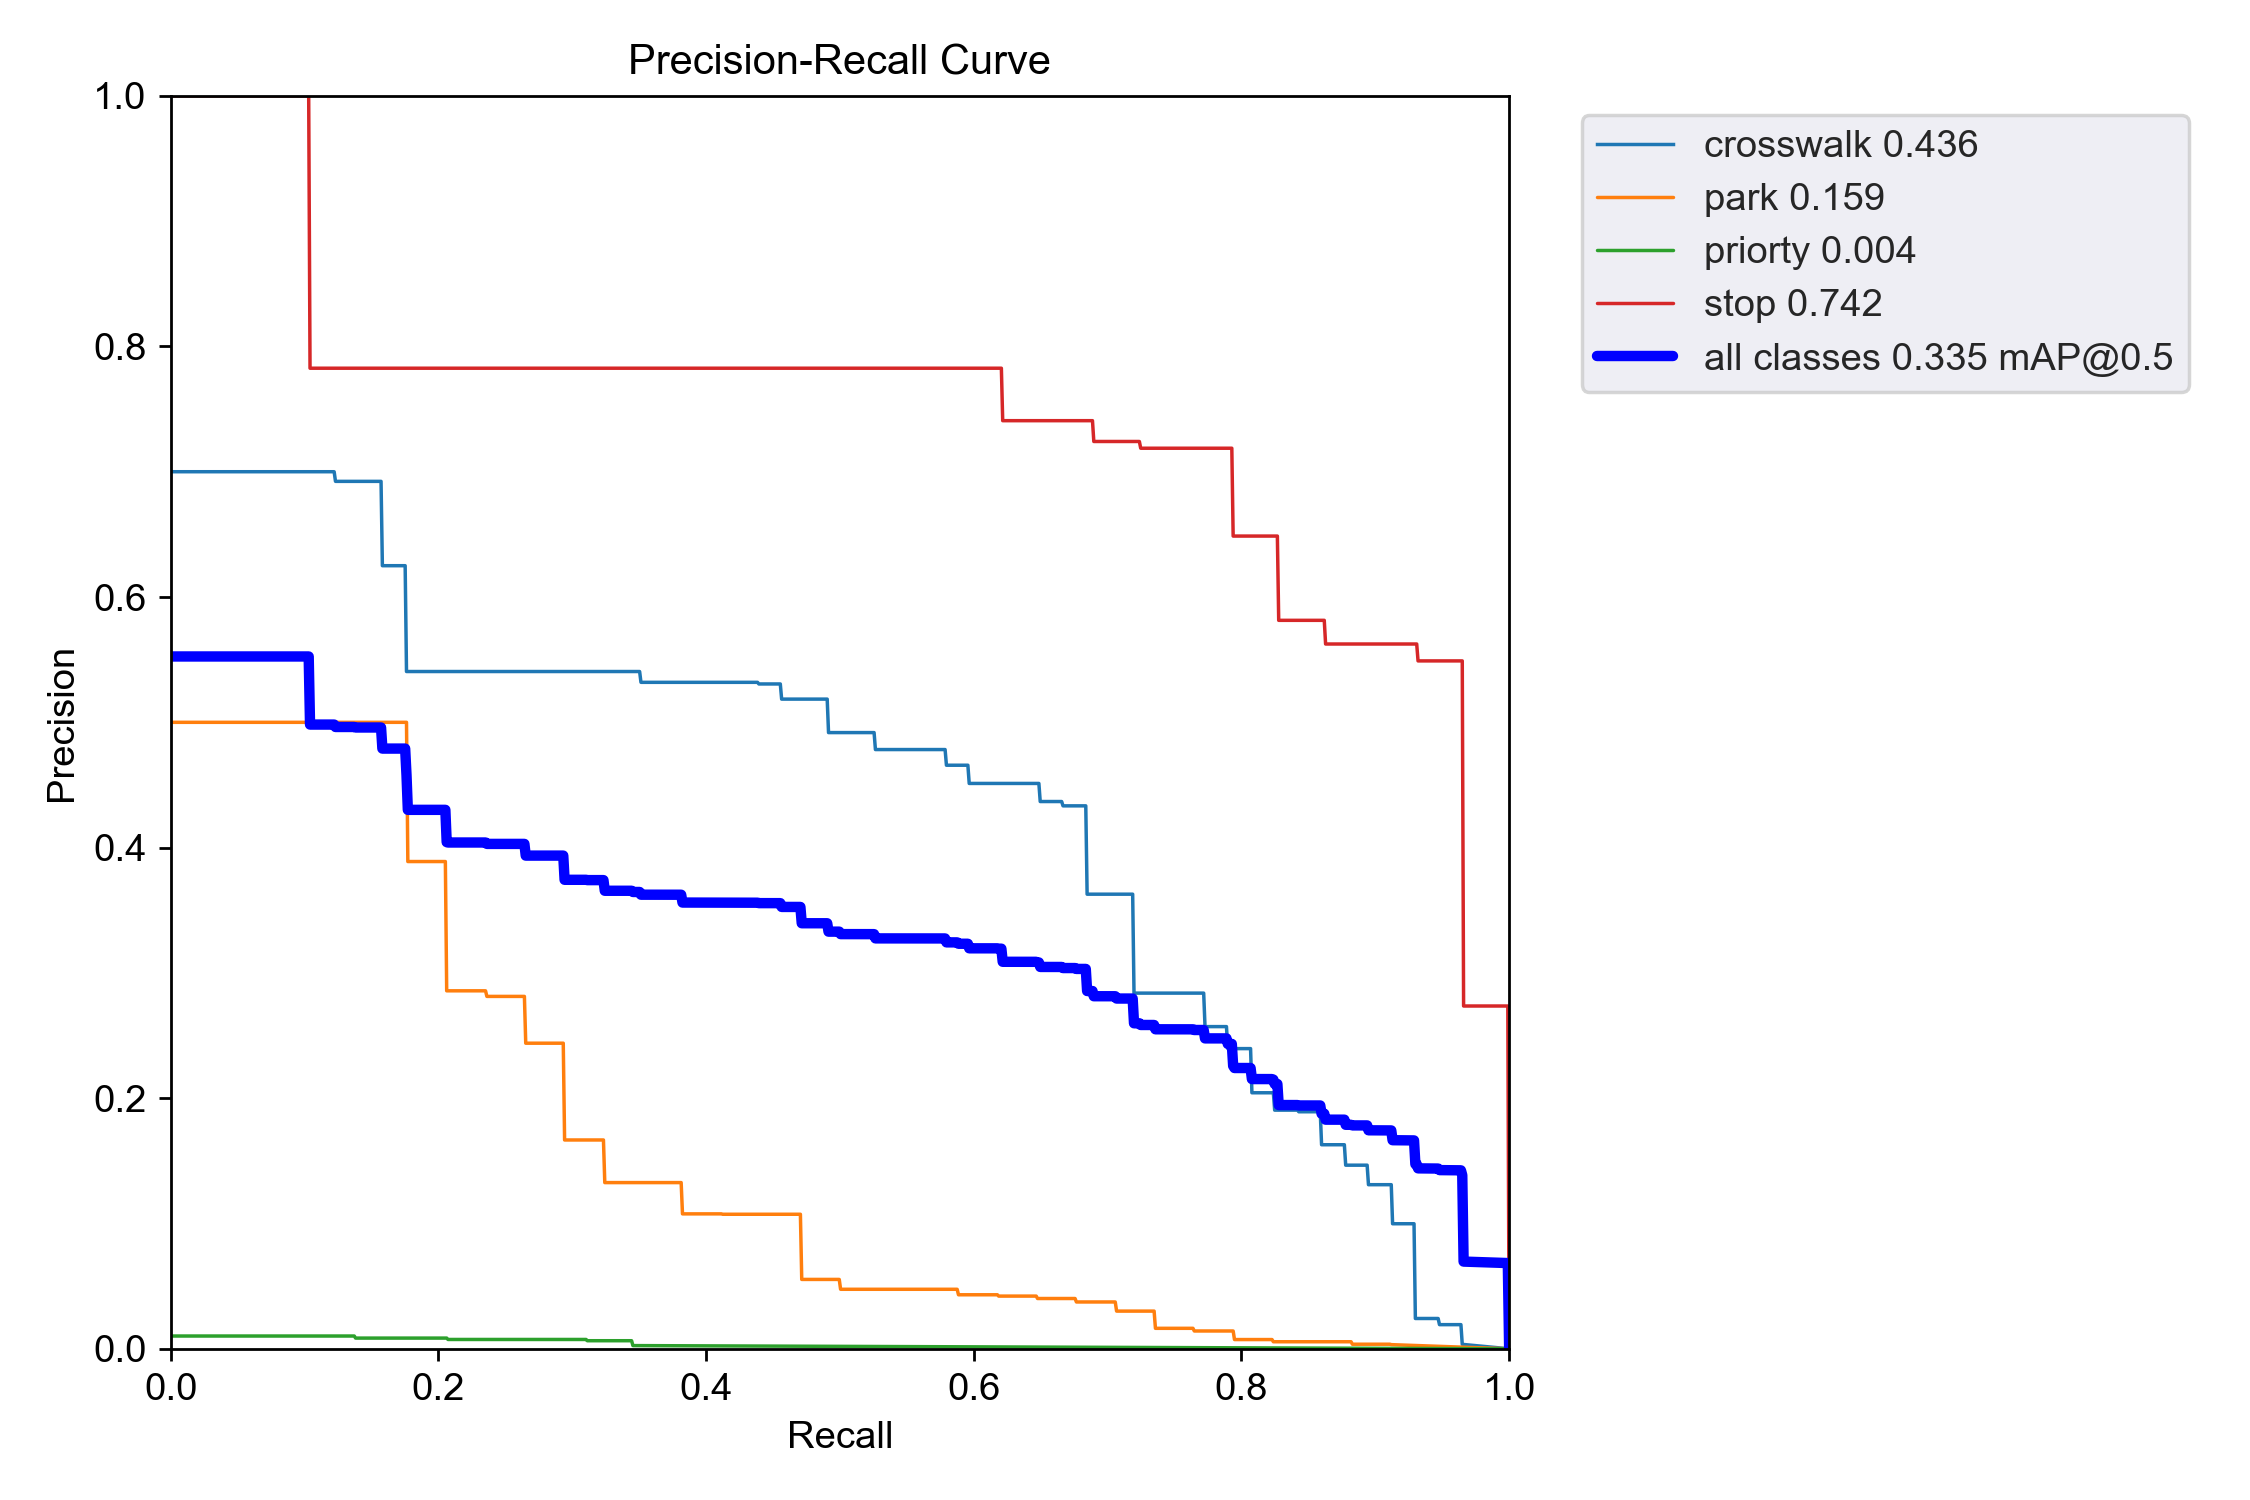 Precision-Recall Curve
1.0
0.8
0.6
0.4
0.2
0.0
Precision
0.0 0.2 0.4 0.6 0.8 1.0
Recall
crosswalk 0.436
park 0.159
priorty 0.004
stop 0.742
all classes 0.335 mAP@0.5